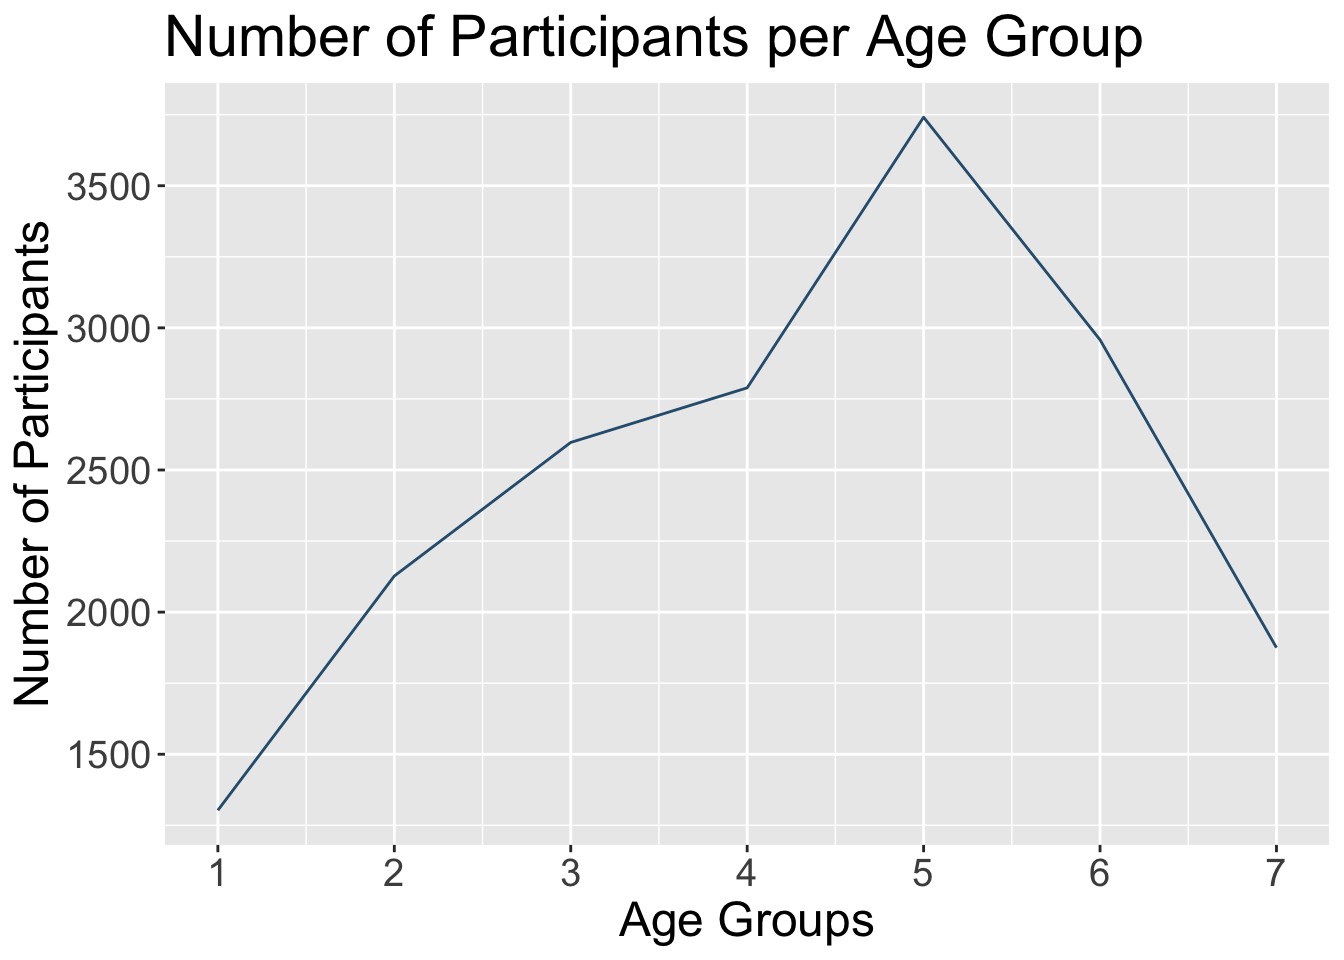 Number of Participants per Age Group
Number of Participants
3500
3000
2500
2000
1500
1 2 3 4 5 6 7
Age Groups